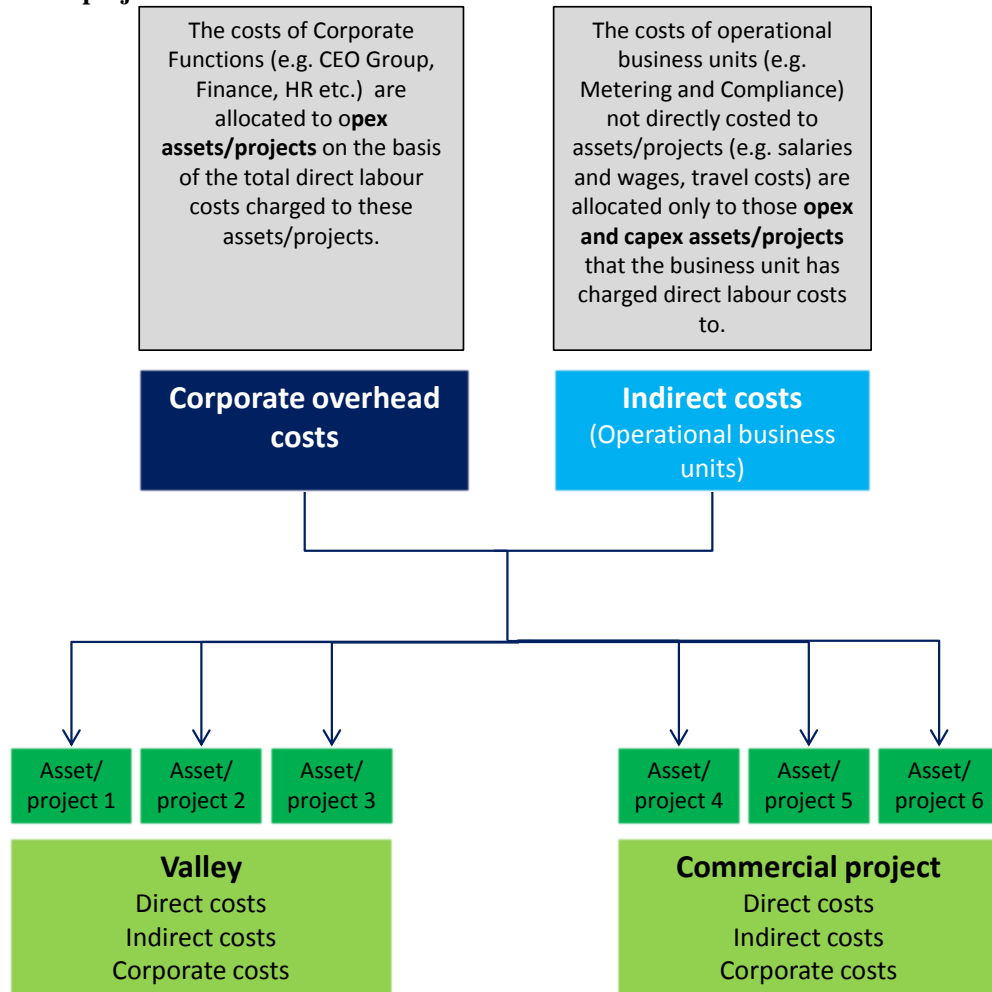 The costs of Corporate
Functions (e.g. CEO Group,
Finance, HR etc.) are
allocated to opex
assets/projects on the basis
of the total direct labour
costs charged to these
assets/projects.
The costs of operational
business units (e.g.
Metering and Compliance)
not directly costed to
assets/projects (e.g. salaries
and wages, travel costs) are
allocated only to those opex
and capex assets/projects
that the business unit has
charged direct labour costs
to.
Corporate overhead
costs
Indirect costs
(Operational business
units)
Asset/
project 1
Asset/
project 2
Asset/
project 3
Asset/
project 4
Asset/
project 5
Asset/
project 6
Valley
Direct costs
Indirect costs
Corporate costs
Commercial project
Direct costs
Indirect costs
Corporate costs